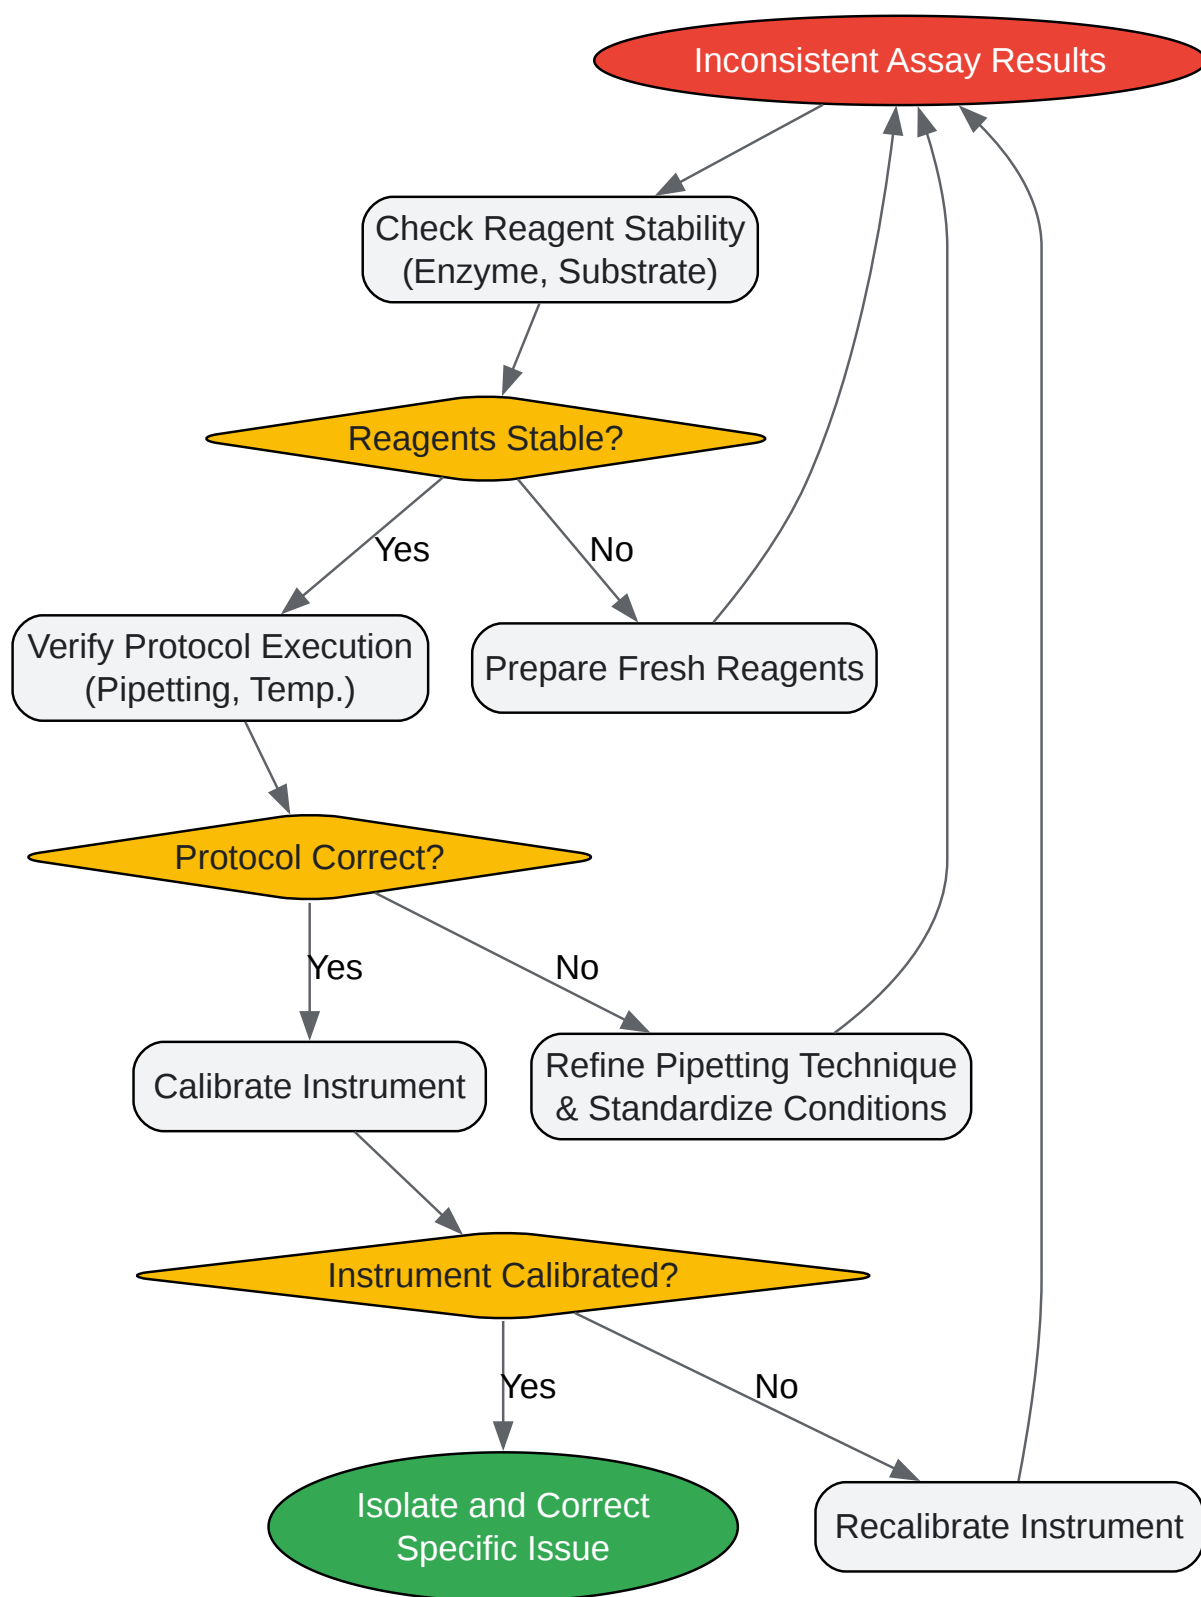 Inconsistent Assay Results
Check Reagent Stability
(Enzyme, Substrate)
Reagents Stable?
Yes
No
Verify Protocol Execution
(Pipetting, Temp.)
Prepare Fresh Reagents
Protocol Correct?
Yes
No
Calibrate Instrument
Refine Pipetting Technique
& Standardize Conditions
Instrument Calibrated?
Yes
No
Isolate and Correct
Specific Issue
Recalibrate Instrument